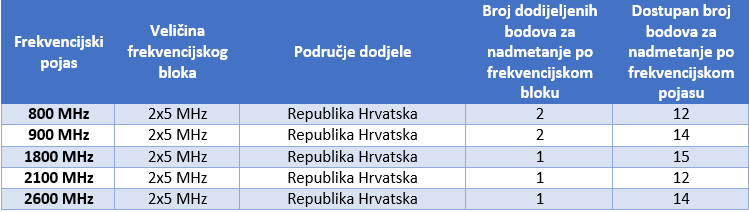 Frekvencijski pojas | Veličina frekvencijskog bloka | Područje dodjele | Broj dodijeljenih bodova za nadmetanje po frekvencijskom bloku | Dostupan broj bodova za nadmetanje po frekvencijskom pojasu
800 MHz | 2x5 MHz | Republika Hrvatska | 2 | 12
900 MHz | 2x5 MHz | Republika Hrvatska | 2 | 14
1800 MHz | 2x5 MHz | Republika Hrvatska | 1 | 15
2100 MHz | 2x5 MHz | Republika Hrvatska | 1 | 12
2600 MHz | 2x5 MHz | Republika Hrvatska | 1 | 14